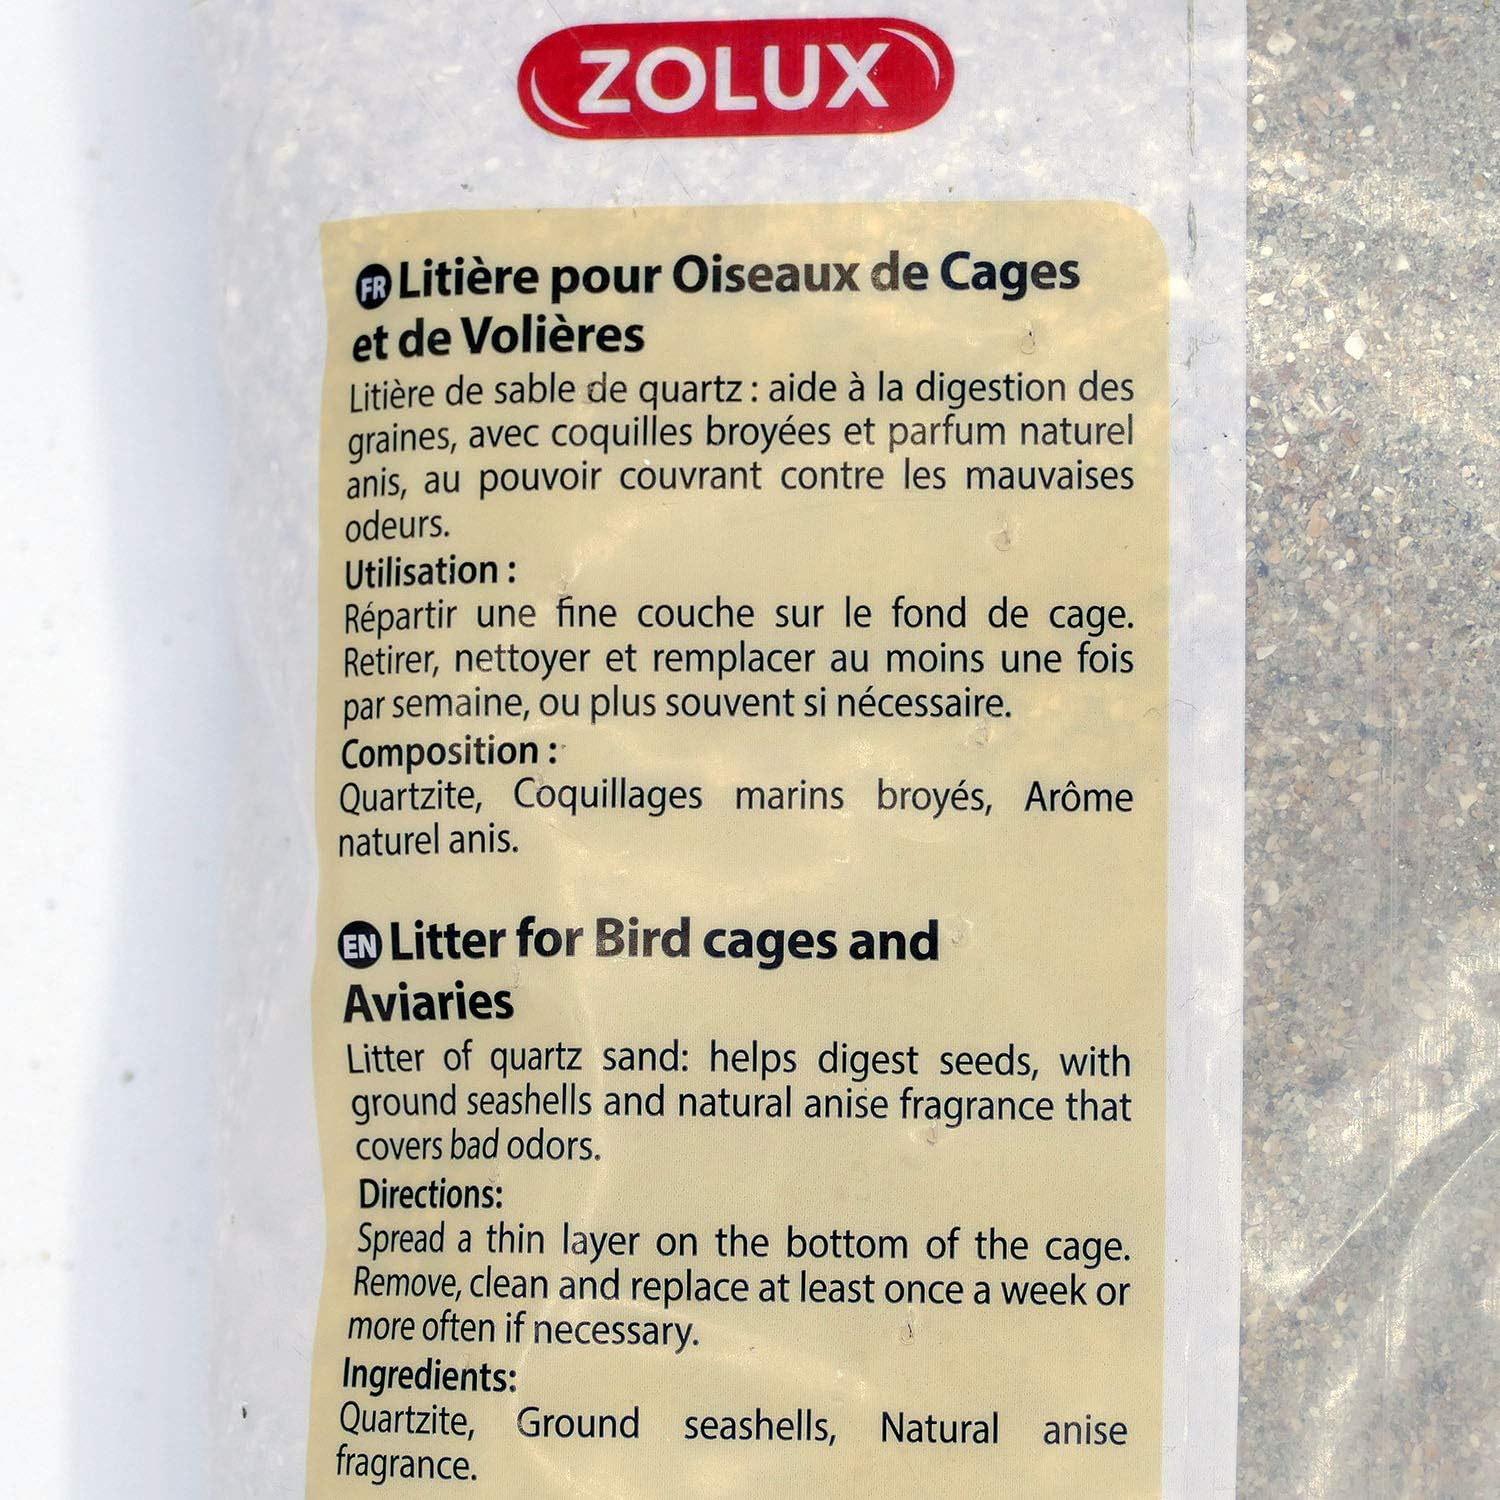 ZOLUX
FR Litière pour Oiseaux de Cages
et de Volières
Litière de sable de quartz : aide à la digestion des
graines, avec coquilles broyées et parfum naturel
anis, au pouvoir couvrant contre les mauvaises
odeurs.
Utilisation :
Répartir une fine couche sur le fond de cage.
Retirer, nettoyer et remplacer au moins une fois
par semaine, ou plus souvent si nécessaire.
Composition :
Quartzite, Coquillages marins broyés, Arôme
naturel anis.
EN Litter for Bird cages and
Aviaries
Litter of quartz sand: helps digest seeds, with
ground seashells and natural anise fragrance that
covers bad odors.
Directions:
Spread a thin layer on the bottom of the cage.
Remove, clean and replace at least once a week or
more often if necessary.
Ingredients:
Quartzite, Ground seashells, Natural anise
fragrance.